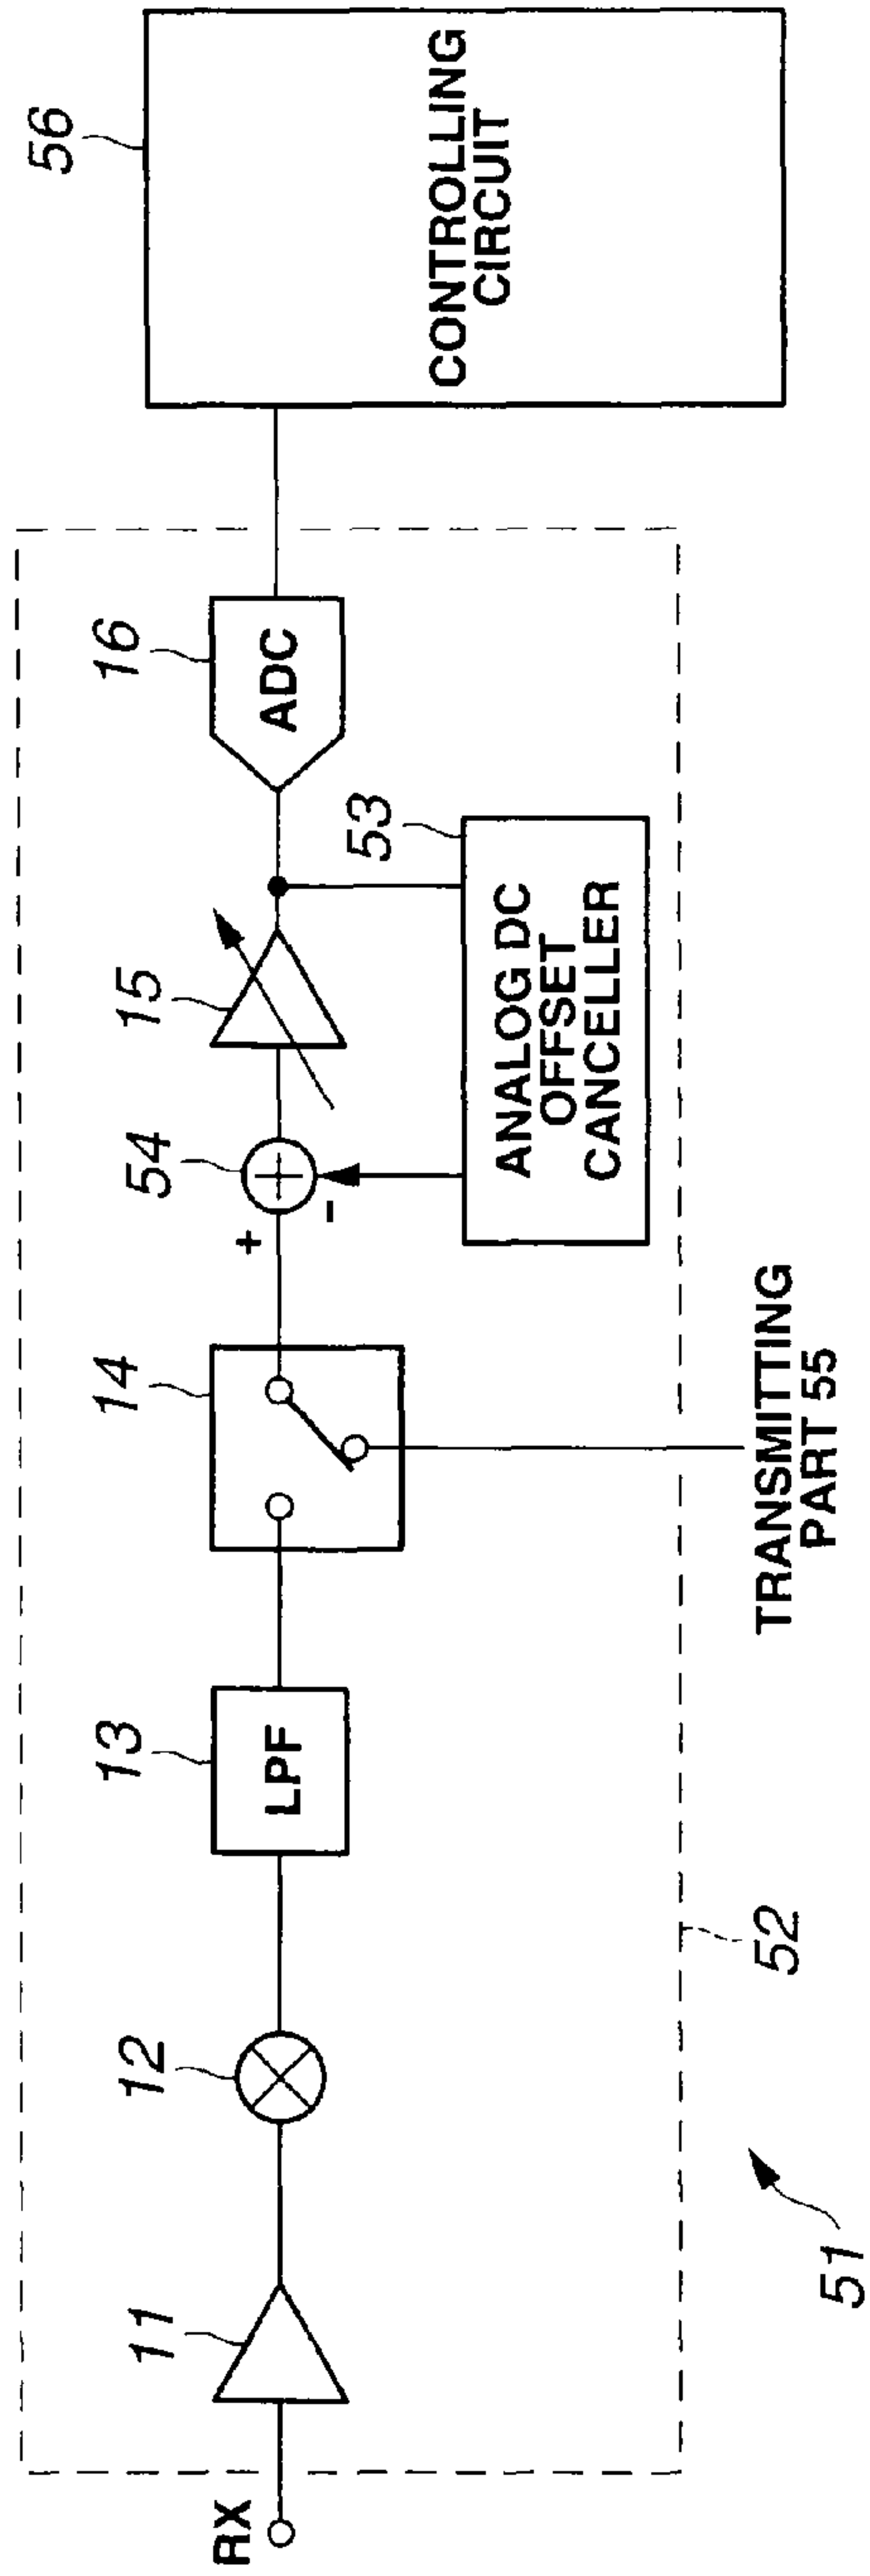 RX
11
12
13
LPF
14
54
+
-
15
16
ADC
53
ANALOG DC
OFFSET
CANCELLER
56
CONTROLLING
CIRCUIT
TRANSMITTING
PART 55
52
51